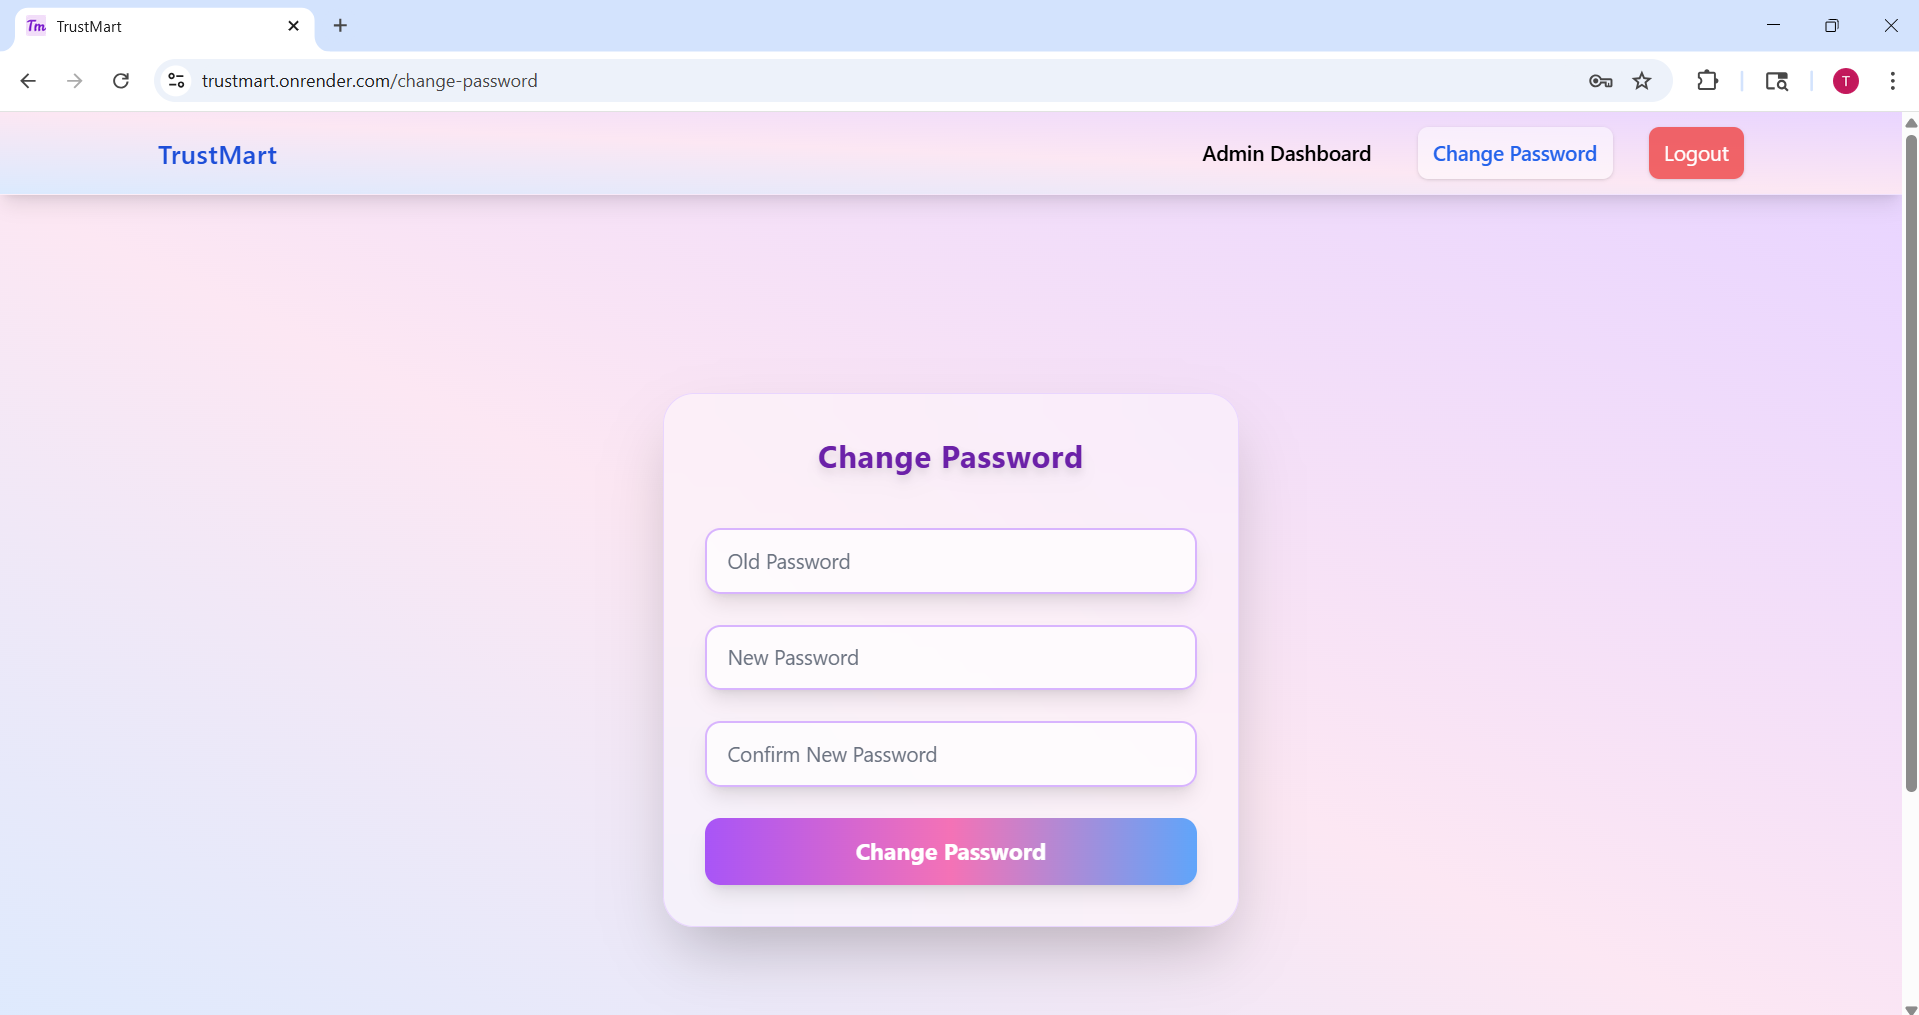 Tm TrustMart
trustmart.onrender.com/change-password
T
TrustMart
Admin Dashboard
Change Password
Logout
Change Password
Old Password
New Password
Confirm New Password
Change Password